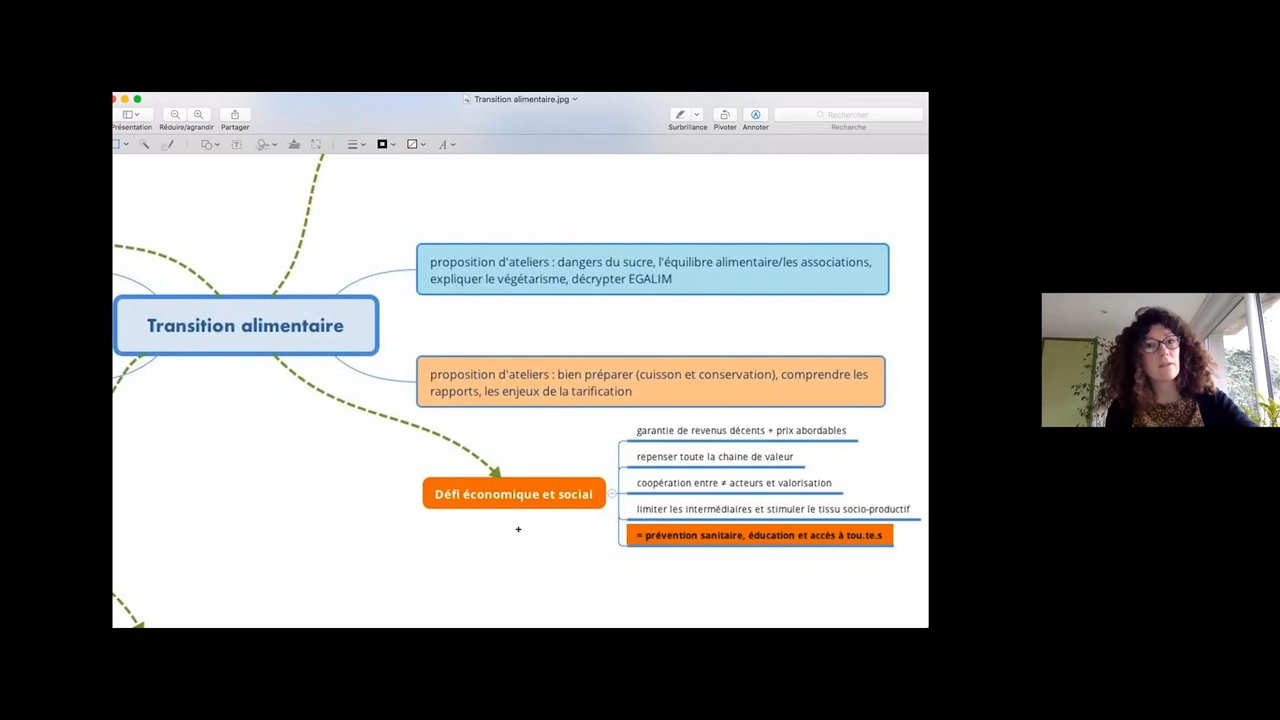 Transition alimentaire.jpg
Présentation
Réduire/agrandir
Partager
Surbrillance
Pivoter
Annoter
Rechercher
Recherche
proposition d'ateliers : dangers du sucre, l'équilibre alimentaire/les associations,
expliquer le végétarisme, décrypter EGALIM
Transition alimentaire
proposition d'ateliers : bien préparer (cuisson et conservation), comprendre les
rapports, les enjeux de la tarification
garantie de revenus décents + prix abordables
repenser toute la chaine de valeur
coopération entre ≠ acteurs et valorisation
Défi économique et social
limiter les intermédiaires et stimuler le tissu socio-productif
= prévention sanitaire, éducation et accès à tou.te.s